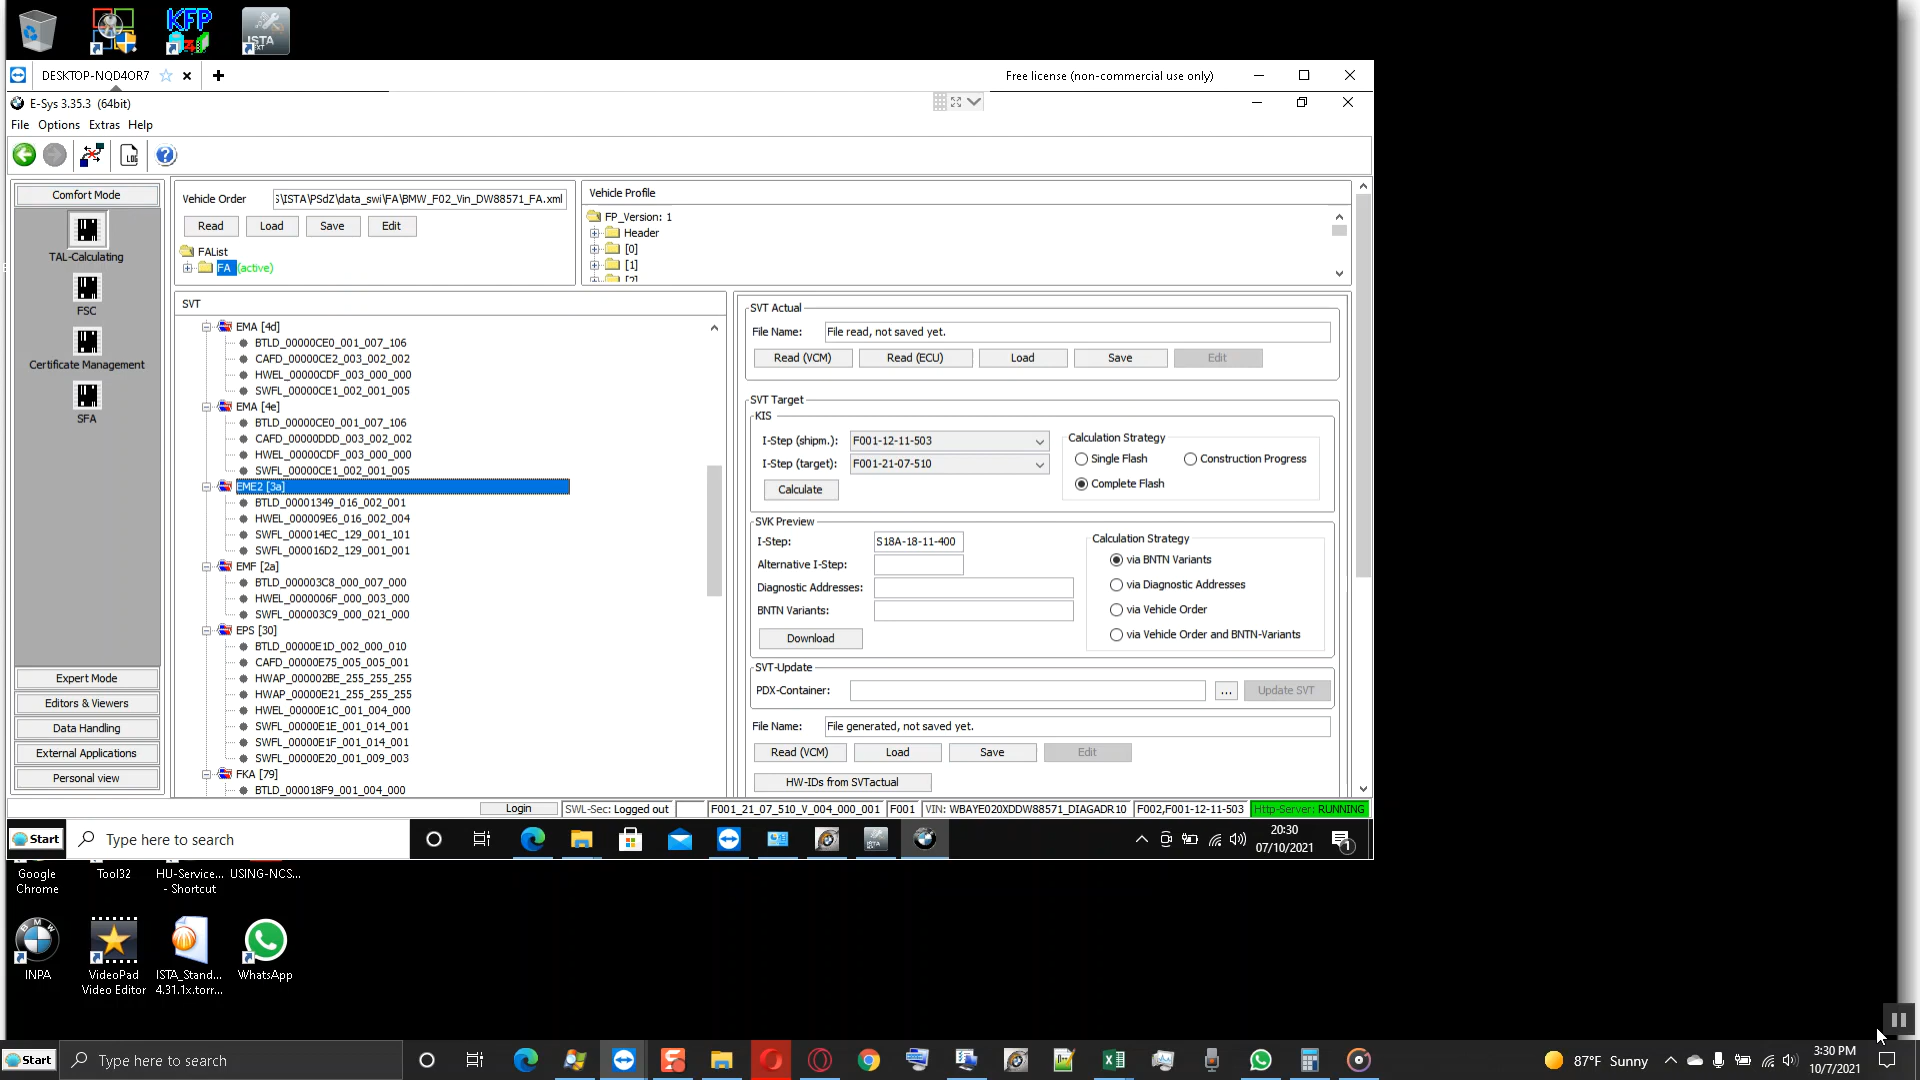 KFP
ISTA
DESKTOP-NQD4OR7
Free license (non-commercial use only)
E-Sys 3.35.3 (64bit)
File Options Extras Help
LOG
Comfort Mode
TAL-Calculating
FSC
Certificate Management
SFA
Expert Mode
Editors & Viewers
Data Handling
External Applications
Personal view
Vehicle Order
S\ISTA\PSdZ\data_swi\FA\BMW_F02_Vin_DW88571_FA.xml
Read Load Save Edit
FAList
FA (active)
Vehicle Profile
FP_Version: 1
Header
[0]
[1]
[2]
SVT
EMA [4d]
BTLD_00000CE0_001_007_106
CAFD_00000CE2_003_002_002
HWEL_00000CDF_003_000_000
SWFL_00000CE1_002_001_005
EMA [4e]
BTLD_00000CE0_001_007_106
CAFD_00000DDD_003_002_002
HWEL_00000CDF_003_000_000
SWFL_00000CE1_002_001_005
EME2 [3a]
BTLD_00001349_016_002_001
HWEL_000009E6_016_002_004
SWFL_000014EC_129_001_101
SWFL_000016D2_129_001_001
EMF [2a]
BTLD_000003C8_000_007_000
HWEL_0000006F_000_003_000
SWFL_000003C9_000_021_000
EPS [30]
BTLD_00000E1D_002_000_010
CAFD_00000E75_005_005_001
HWAP_000002BE_255_255_255
HWAP_00000E21_255_255_255
HWEL_00000E1C_001_004_000
SWFL_00000E1E_001_014_001
SWFL_00000E1F_001_014_001
SWFL_00000E20_001_009_003
FKA [79]
BTLD_000018F9_001_004_000
SVT Actual
File Name: File read, not saved yet.
Read (VCM) Read (ECU) Load Save Edit
SVT Target
KIS
I-Step (shipm.): F001-12-11-503
I-Step (target): F001-21-07-510
Calculate
Calculation Strategy
Single Flash Construction Progress
Complete Flash
SVK Preview
I-Step: S18A-18-11-400
Alternative I-Step:
Diagnostic Addresses:
BNTN Variants:
Download
Calculation Strategy
via BNTN Variants
via Diagnostic Addresses
via Vehicle Order
via Vehicle Order and BNTN-Variants
SVT-Update
PDX-Container: ... Update SVT
File Name: File generated, not saved yet.
Read (VCM) Load Save Edit
HW-IDs from SVTactual
Login SWL-Sec: Logged out F001_21_07_510_V_004_000_001 F001 VIN: WBAYE020XDDW88571_DIAGADR10 F002,F001-12-11-503 Http-Server: RUNNING
Start Type here to search
20:30
07/10/2021
1
Google Chrome
Tool32
HU-Service... - Shortcut
USING-NCS...
INPA
VideoPad Video Editor
ISTA_Stand... 4.31.1x.torr...
WhatsApp
Start Type here to search
87°F Sunny
3:30 PM
10/7/2021